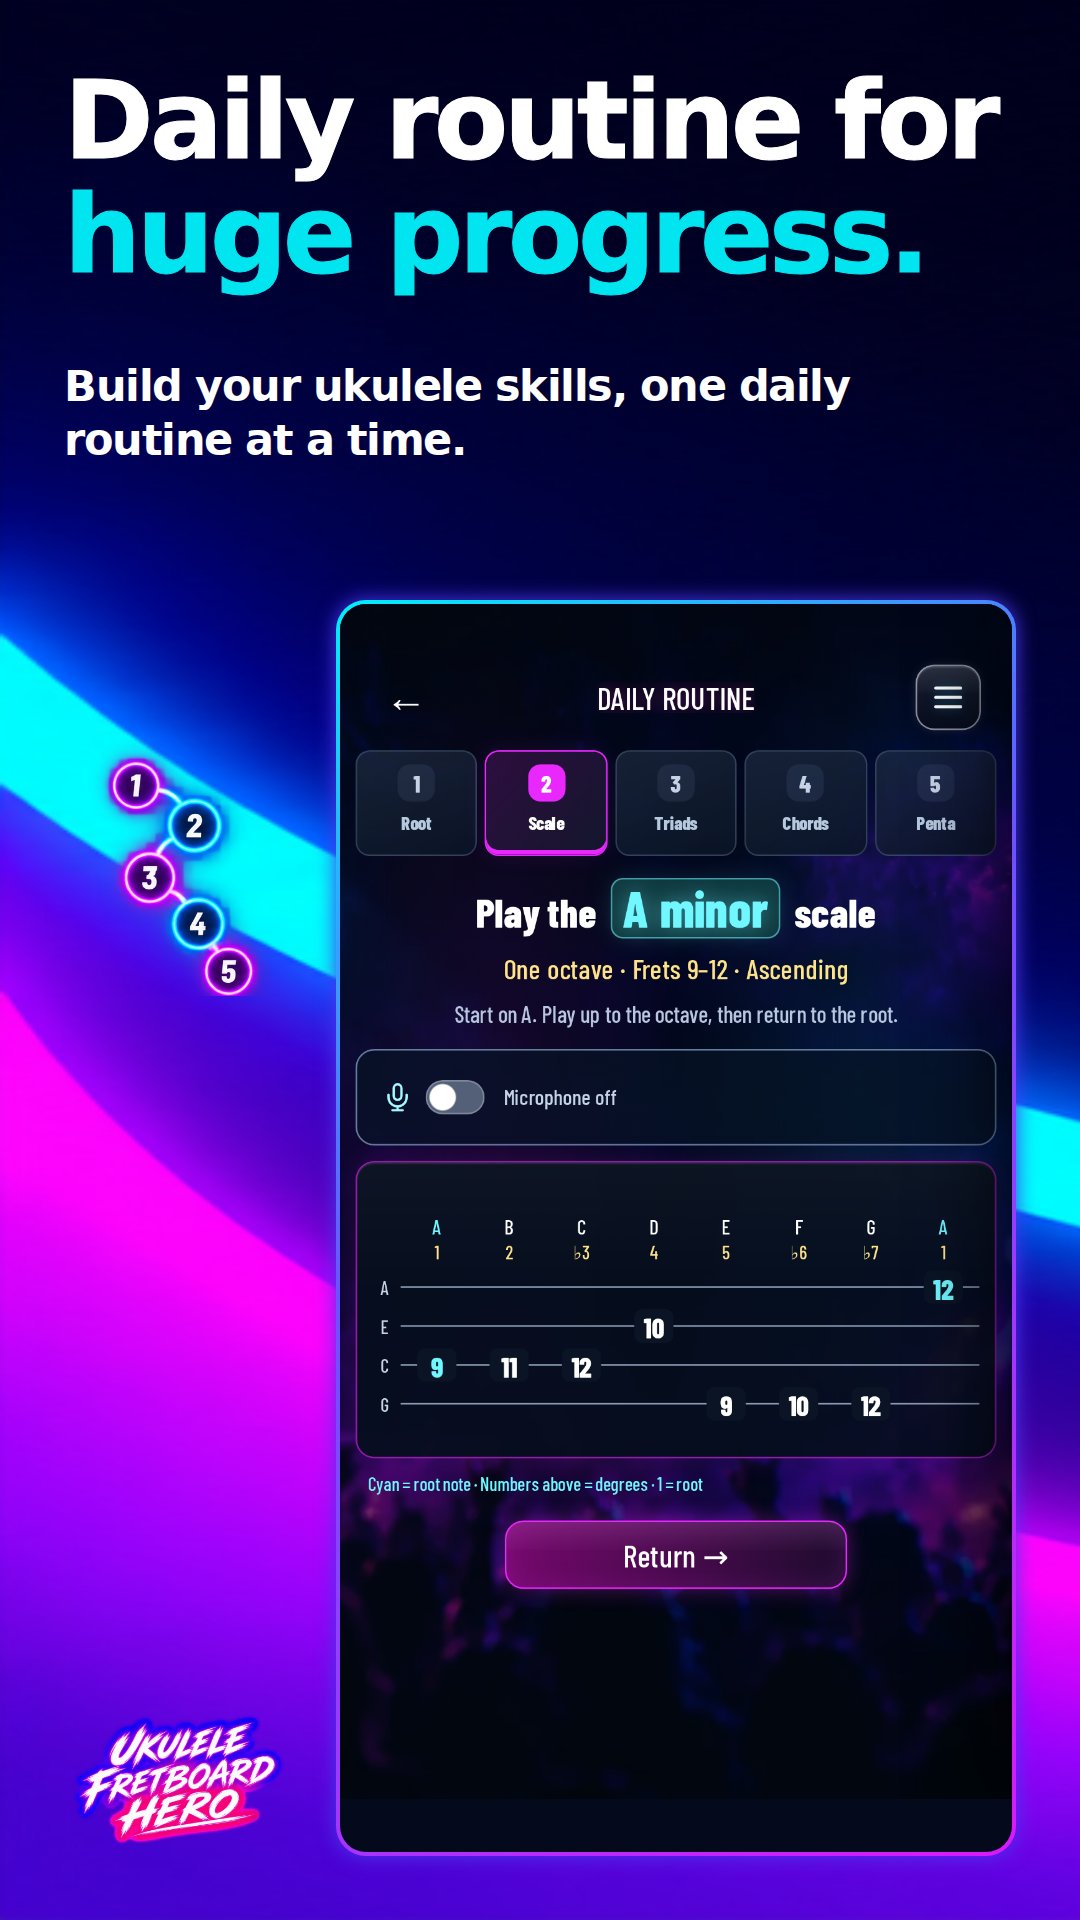 Daily routine for
huge progress.
Build your ukulele skills, one daily
routine at a time.
← DAILY ROUTINE
1 2 3 4 5
Root Scale Triads Chords Penta
1
2
3
4
5
Play the A minor scale
One octave · Frets 9–12 · Ascending
Start on A. Play up to the octave, then return to the root.
Microphone off
A B C D E F G A
1 2 ♭3 4 5 ♭6 ♭7 1
A 12
E 10
C 9 11 12
G 9 10 12
Cyan = root note · Numbers above = degrees · 1 = root
Return →
UKULELE
FRETBOARD
HERO